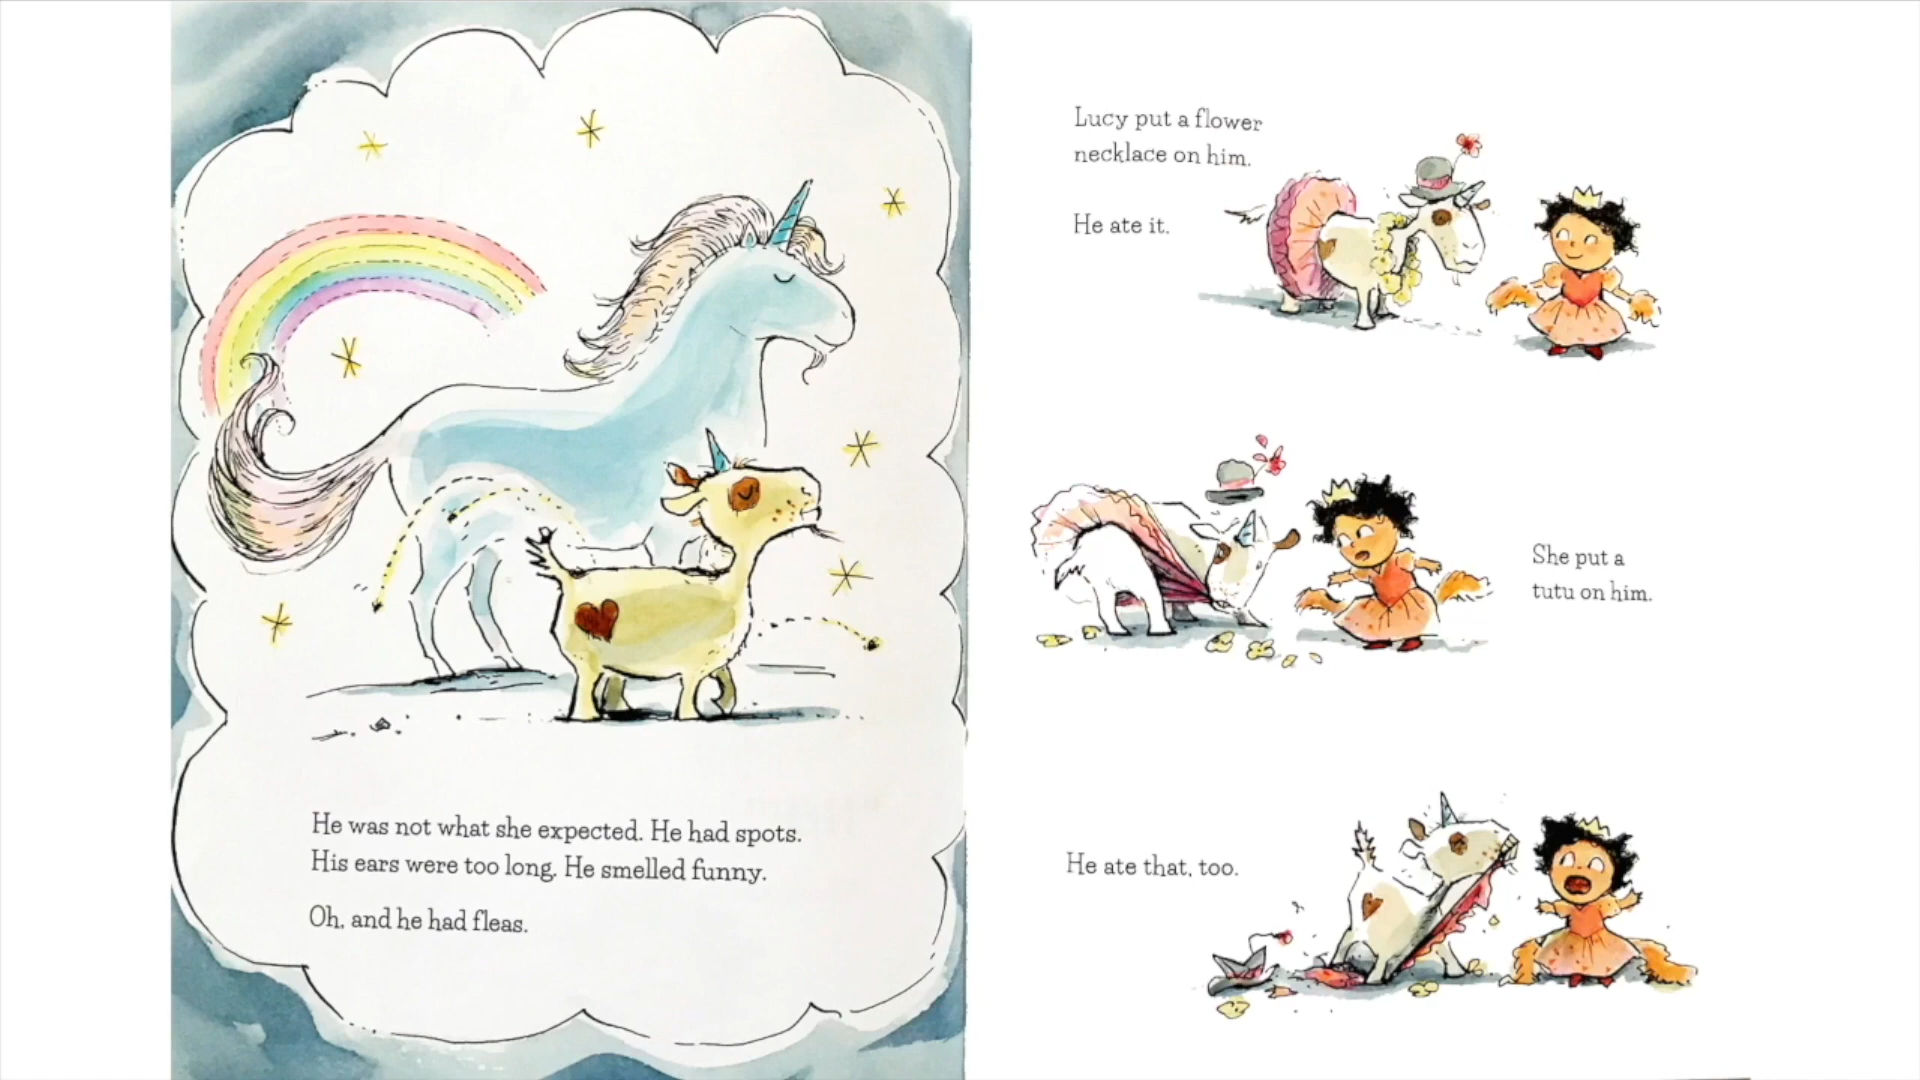 He was not what she expected. He had spots.
His ears were too long. He smelled funny.
Oh, and he had fleas.
Lucy put a flower
necklace on him.
He ate it.
She put a
tutu on him.
He ate that, too.